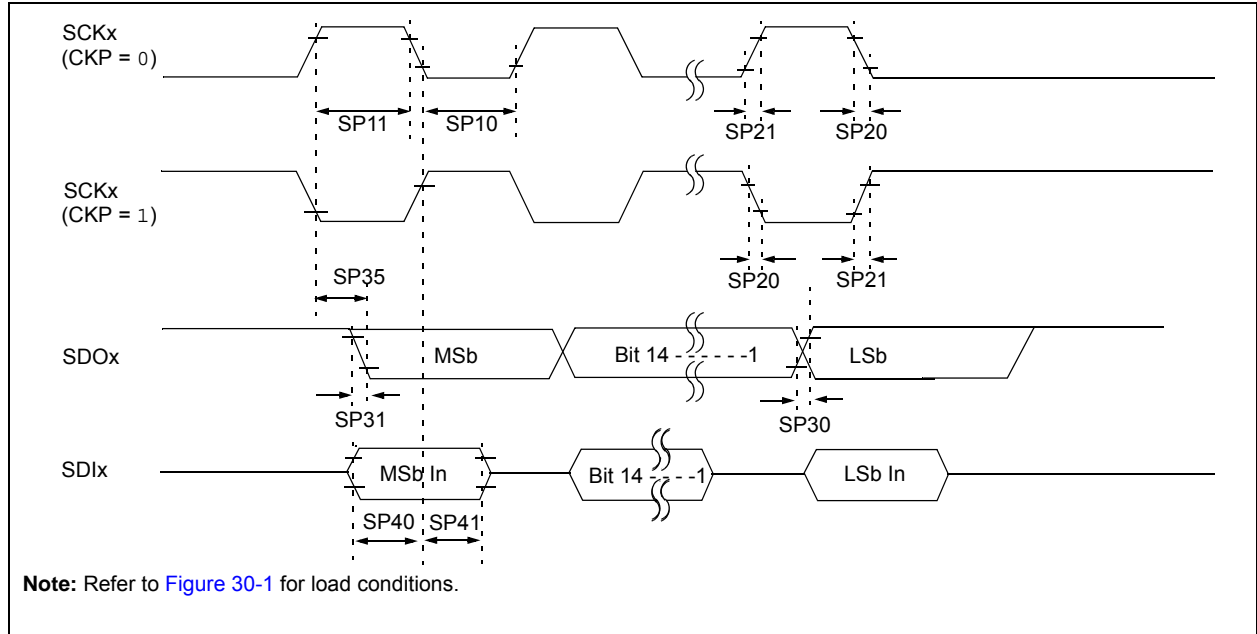 SCKx
(CKP = 0)
SP11
SP10
SP21
SP20
SCKx
(CKP = 1)
SP35
SP20
SP21
SDOx
MSb
Bit 14 - - - - - - -1
LSb
SP31
SP30
SDIx
MSb In
Bit 14 - - - - -1
LSb In
SP40
SP41
Note: Refer to Figure 30-1 for load conditions.